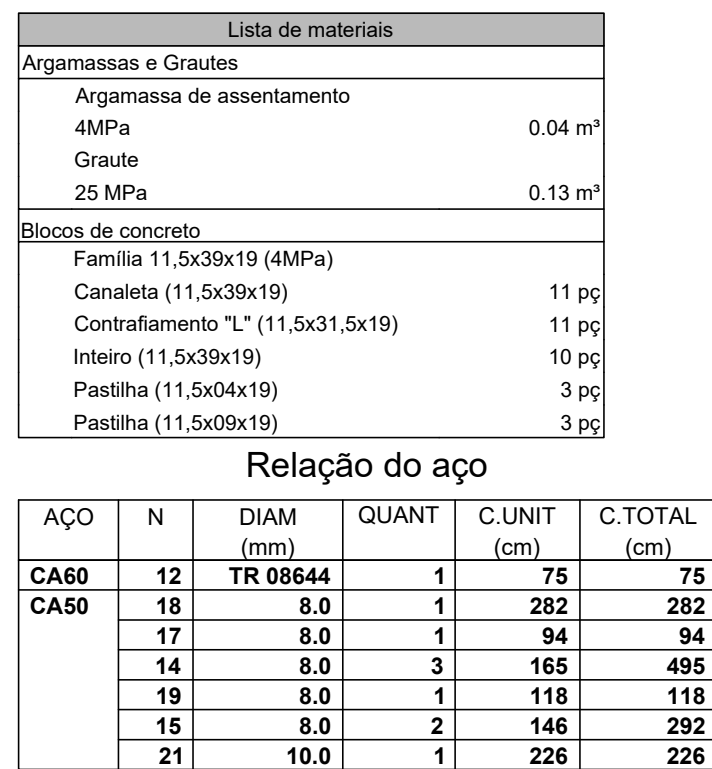 Lista de materiais
Argamassas e Grautes
Argamassa de assentamento
4MPa 0.04 m³
Graute
25 MPa 0.13 m³
Blocos de concreto
Família 11,5x39x19 (4MPa)
Canaleta (11,5x39x19) 11 pç
Contrafiamento "L" (11,5x31,5x19) 11 pç
Inteiro (11,5x39x19) 10 pç
Pastilha (11,5x04x19) 3 pç
Pastilha (11,5x09x19) 3 pç
Relação do aço
AÇO N DIAM QUANT C.UNIT C.TOTAL
(mm) (cm) (cm)
CA60 12 TR 08644 1 75 75
CA50 18 8.0 1 282 282
17 8.0 1 94 94
14 8.0 3 165 495
19 8.0 1 118 118
15 8.0 2 146 292
21 10.0 1 226 226